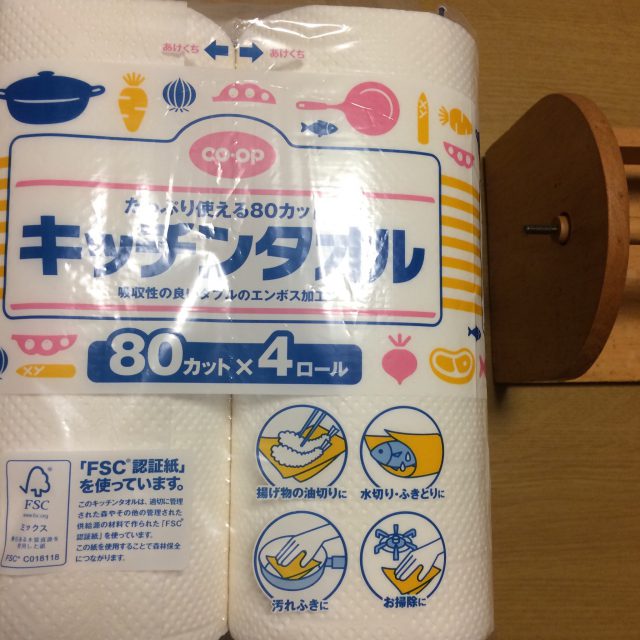 あけくち
あけくち
co·op
たっぷり使える80カット
キッチンタオル
吸収性の良いダブルのエンボス加工
80カット×4ロール
揚げ物の油切りに
水切り・ふきとりに
汚れふきに
お掃除に
「FSC®認証紙」
を使っています。
このキッチンタオルは、適切に管理
された森やその他の管理された
供給源の材料で作られた「FSC®
認証紙」を使っています。
この紙を使用することで森林保全
につながります。
FSC
www.fsc.org
ミックス
FSC® C018118